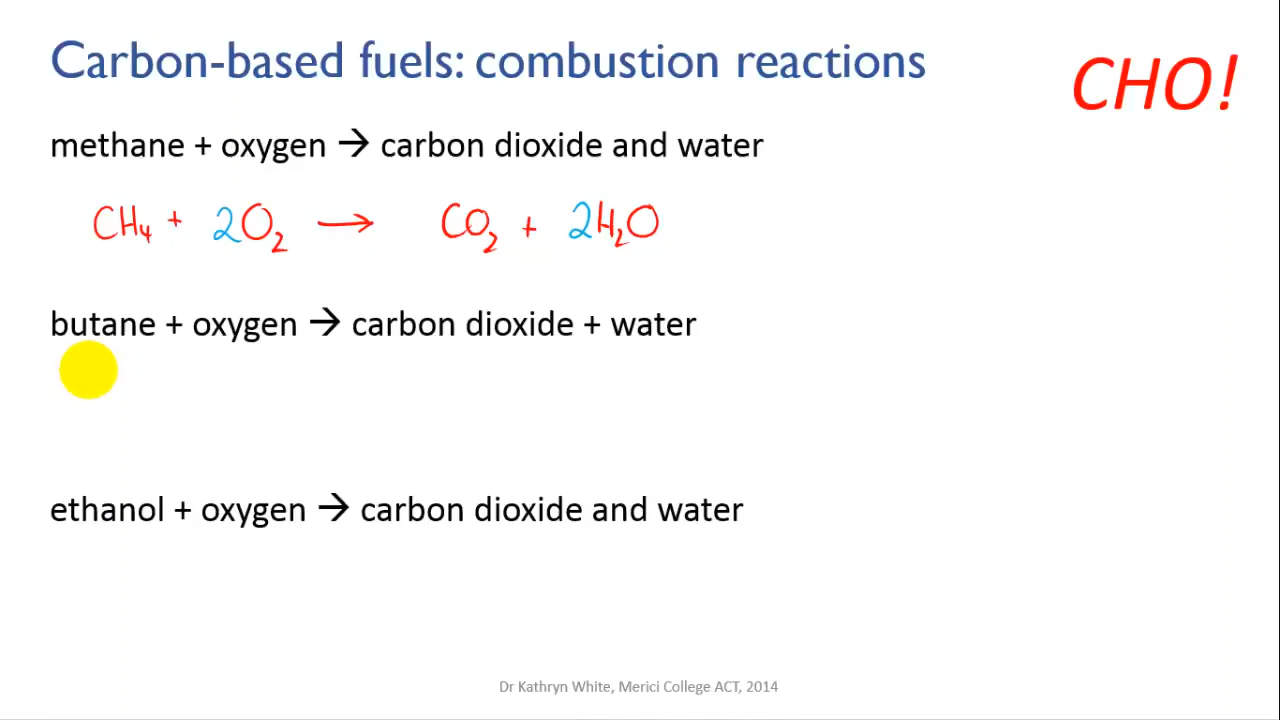 Carbon-based fuels: combustion reactions
CHO!
methane + oxygen → carbon dioxide and water
CH₄ + 2O₂ → CO₂ + 2H₂O
butane + oxygen → carbon dioxide + water
ethanol + oxygen → carbon dioxide and water
Dr Kathryn White, Merici College ACT, 2014